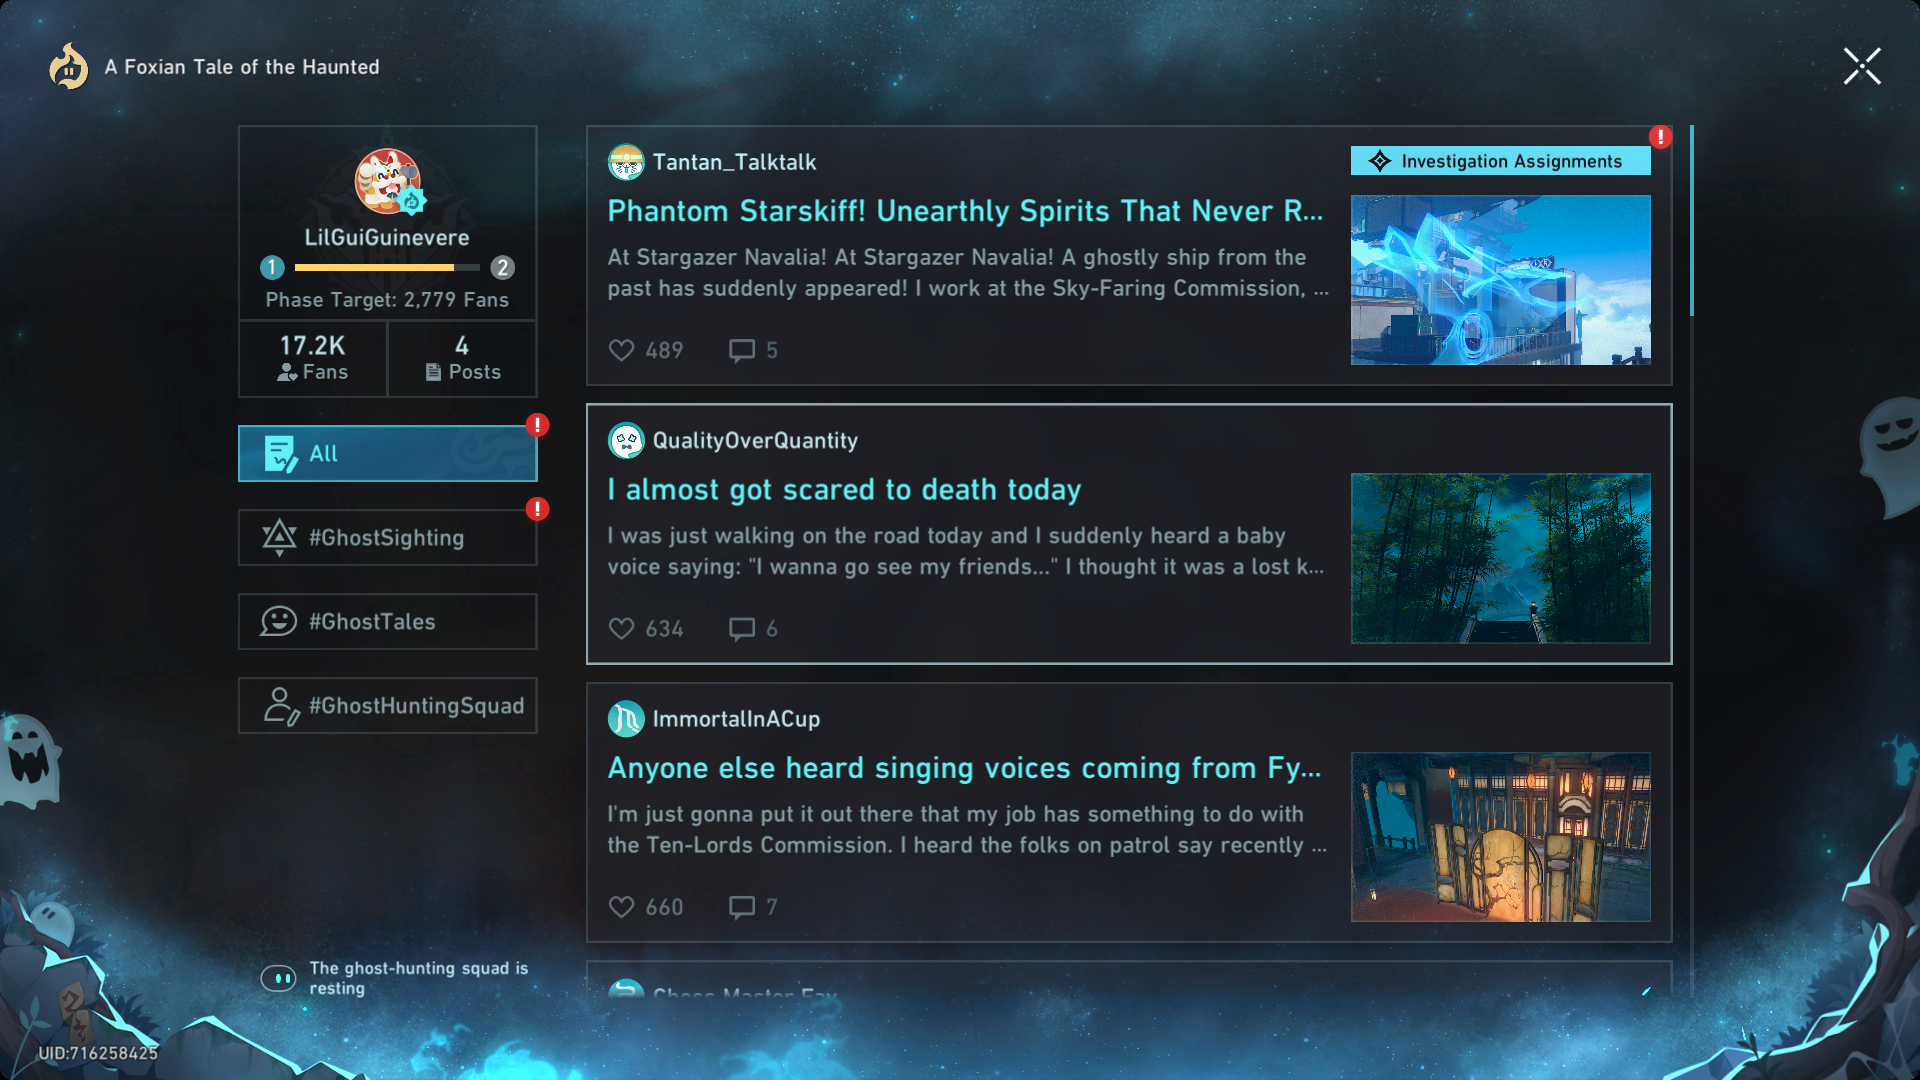 A Foxian Tale of the Haunted
LilGuiGuinevere
1 2
Phase Target: 2,779 Fans
17.2K
Fans
4
Posts
All
#GhostSighting
#GhostTales
#GhostHuntingSquad
The ghost-hunting squad is
resting
UID:716258425
Tantan_Talktalk
Investigation Assignments
Phantom Starskiff! Unearthly Spirits That Never R...
At Stargazer Navalia! At Stargazer Navalia! A ghostly ship from the
past has suddenly appeared! I work at the Sky-Faring Commission, ...
489 5
QualityOverQuantity
I almost got scared to death today
I was just walking on the road today and I suddenly heard a baby
voice saying: "I wanna go see my friends..." I thought it was a lost k...
634 6
ImmortalInACup
Anyone else heard singing voices coming from Fy...
I'm just gonna put it out there that my job has something to do with
the Ten-Lords Commission. I heard the folks on patrol say recently ...
660 7
Chess Master Fay